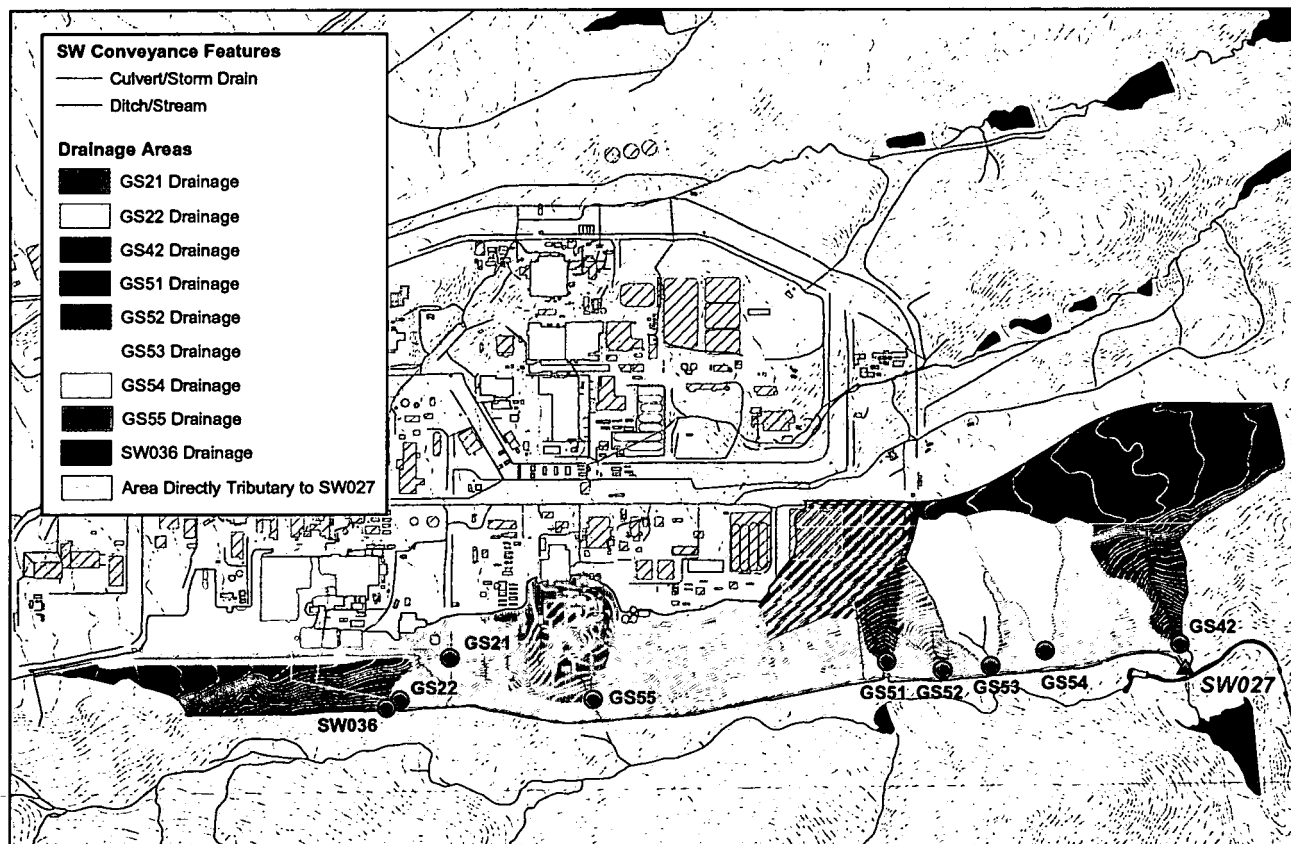 SW Conveyance Features
Culvert/Storm Drain
Ditch/Stream
Drainage Areas
GS21 Drainage
GS22 Drainage
GS42 Drainage
GS51 Drainage
GS52 Drainage
GS53 Drainage
GS54 Drainage
GS55 Drainage
SW036 Drainage
Area Directly Tributary to SW027
GS42
GS21
SW027
GS22
GS55
GS51
GS52
GS53
GS54
SW036